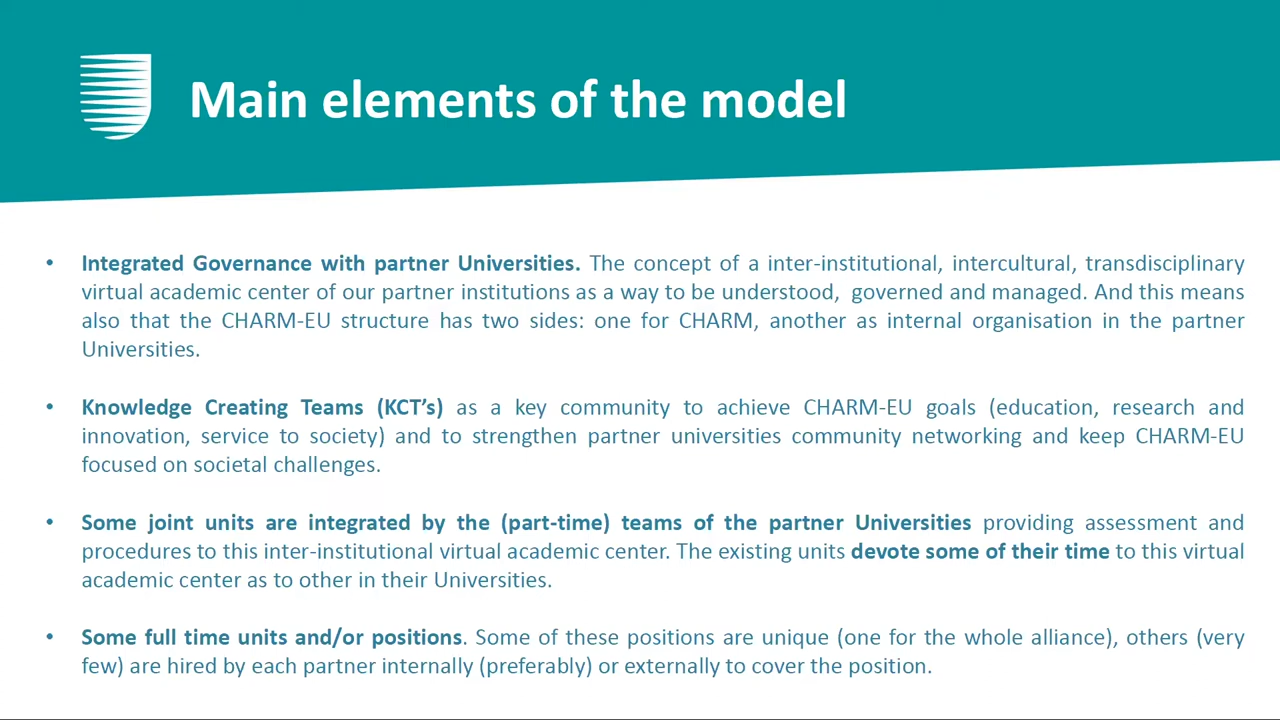 Main elements of the model
• Integrated Governance with partner Universities. The concept of a inter-institutional, intercultural, transdisciplinary
virtual academic center of our partner institutions as a way to be understood,  governed and managed. And this means
also that the CHARM-EU structure has two sides: one for CHARM, another as internal organisation in the partner
Universities.
• Knowledge Creating Teams (KCT’s) as a key community to achieve CHARM-EU goals (education, research and
innovation, service to society) and to strengthen partner universities community networking and keep CHARM-EU
focused on societal challenges.
• Some joint units are integrated by the (part-time) teams of the partner Universities providing assessment and
procedures to this inter-institutional virtual academic center. The existing units devote some of their time to this virtual
academic center as to other in their Universities.
• Some full time units and/or positions. Some of these positions are unique (one for the whole alliance), others (very
few) are hired by each partner internally (preferably) or externally to cover the position.